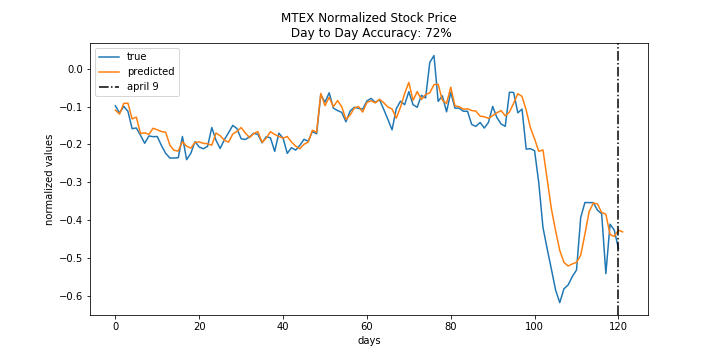 MTEX Normalized Stock Price
Day to Day Accuracy: 72%
true
predicted
april 9
normalized values
0.0
−0.1
−0.2
−0.3
−0.4
−0.5
−0.6
0
20
40
60
80
100
120
days